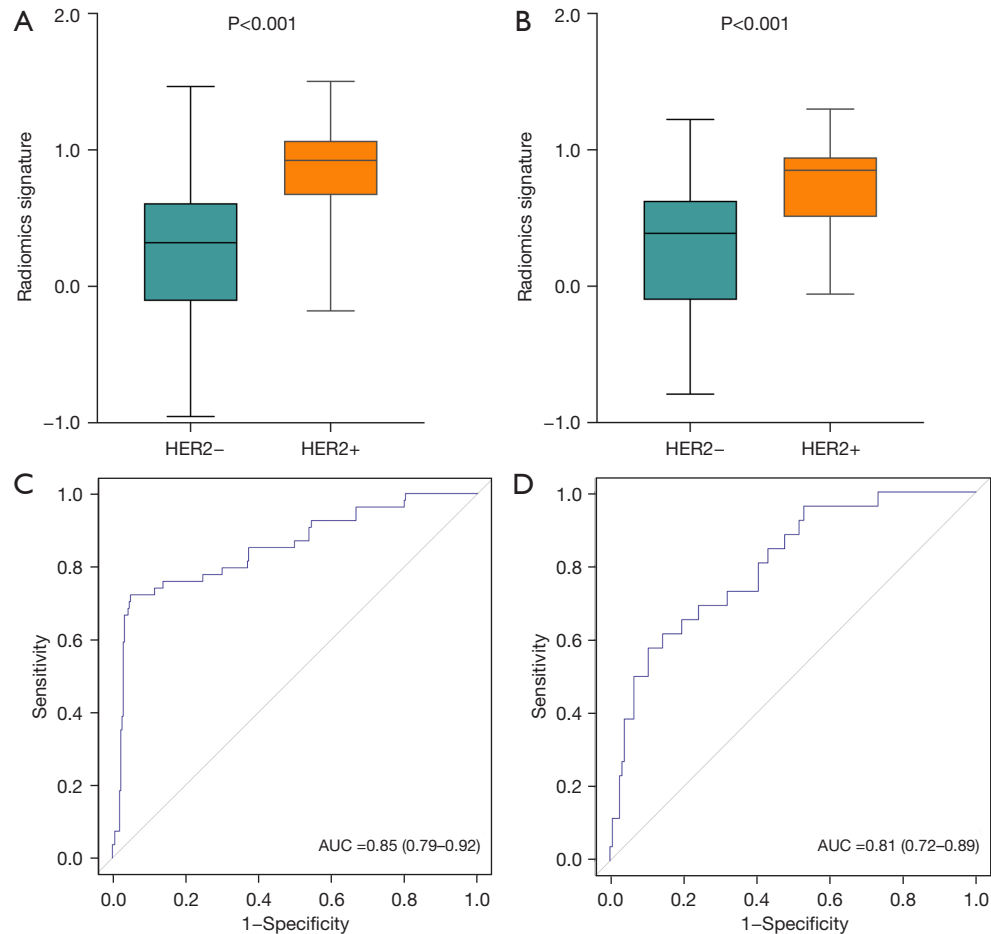 A
P<0.001
2.0
1.0
0.0
−1.0
Radiomics signature
HER2−
HER2+
B
P<0.001
2.0
1.0
0.0
−1.0
Radiomics signature
HER2−
HER2+
C
1.0
0.8
0.6
0.4
0.2
0.0
Sensitivity
AUC =0.85 (0.79–0.92)
0.0 0.2 0.4 0.6 0.8 1.0
1−Specificity
D
1.0
0.8
0.6
0.4
0.2
0.0
Sensitivity
AUC =0.81 (0.72–0.89)
0.0 0.2 0.4 0.6 0.8 1.0
1−Specificity